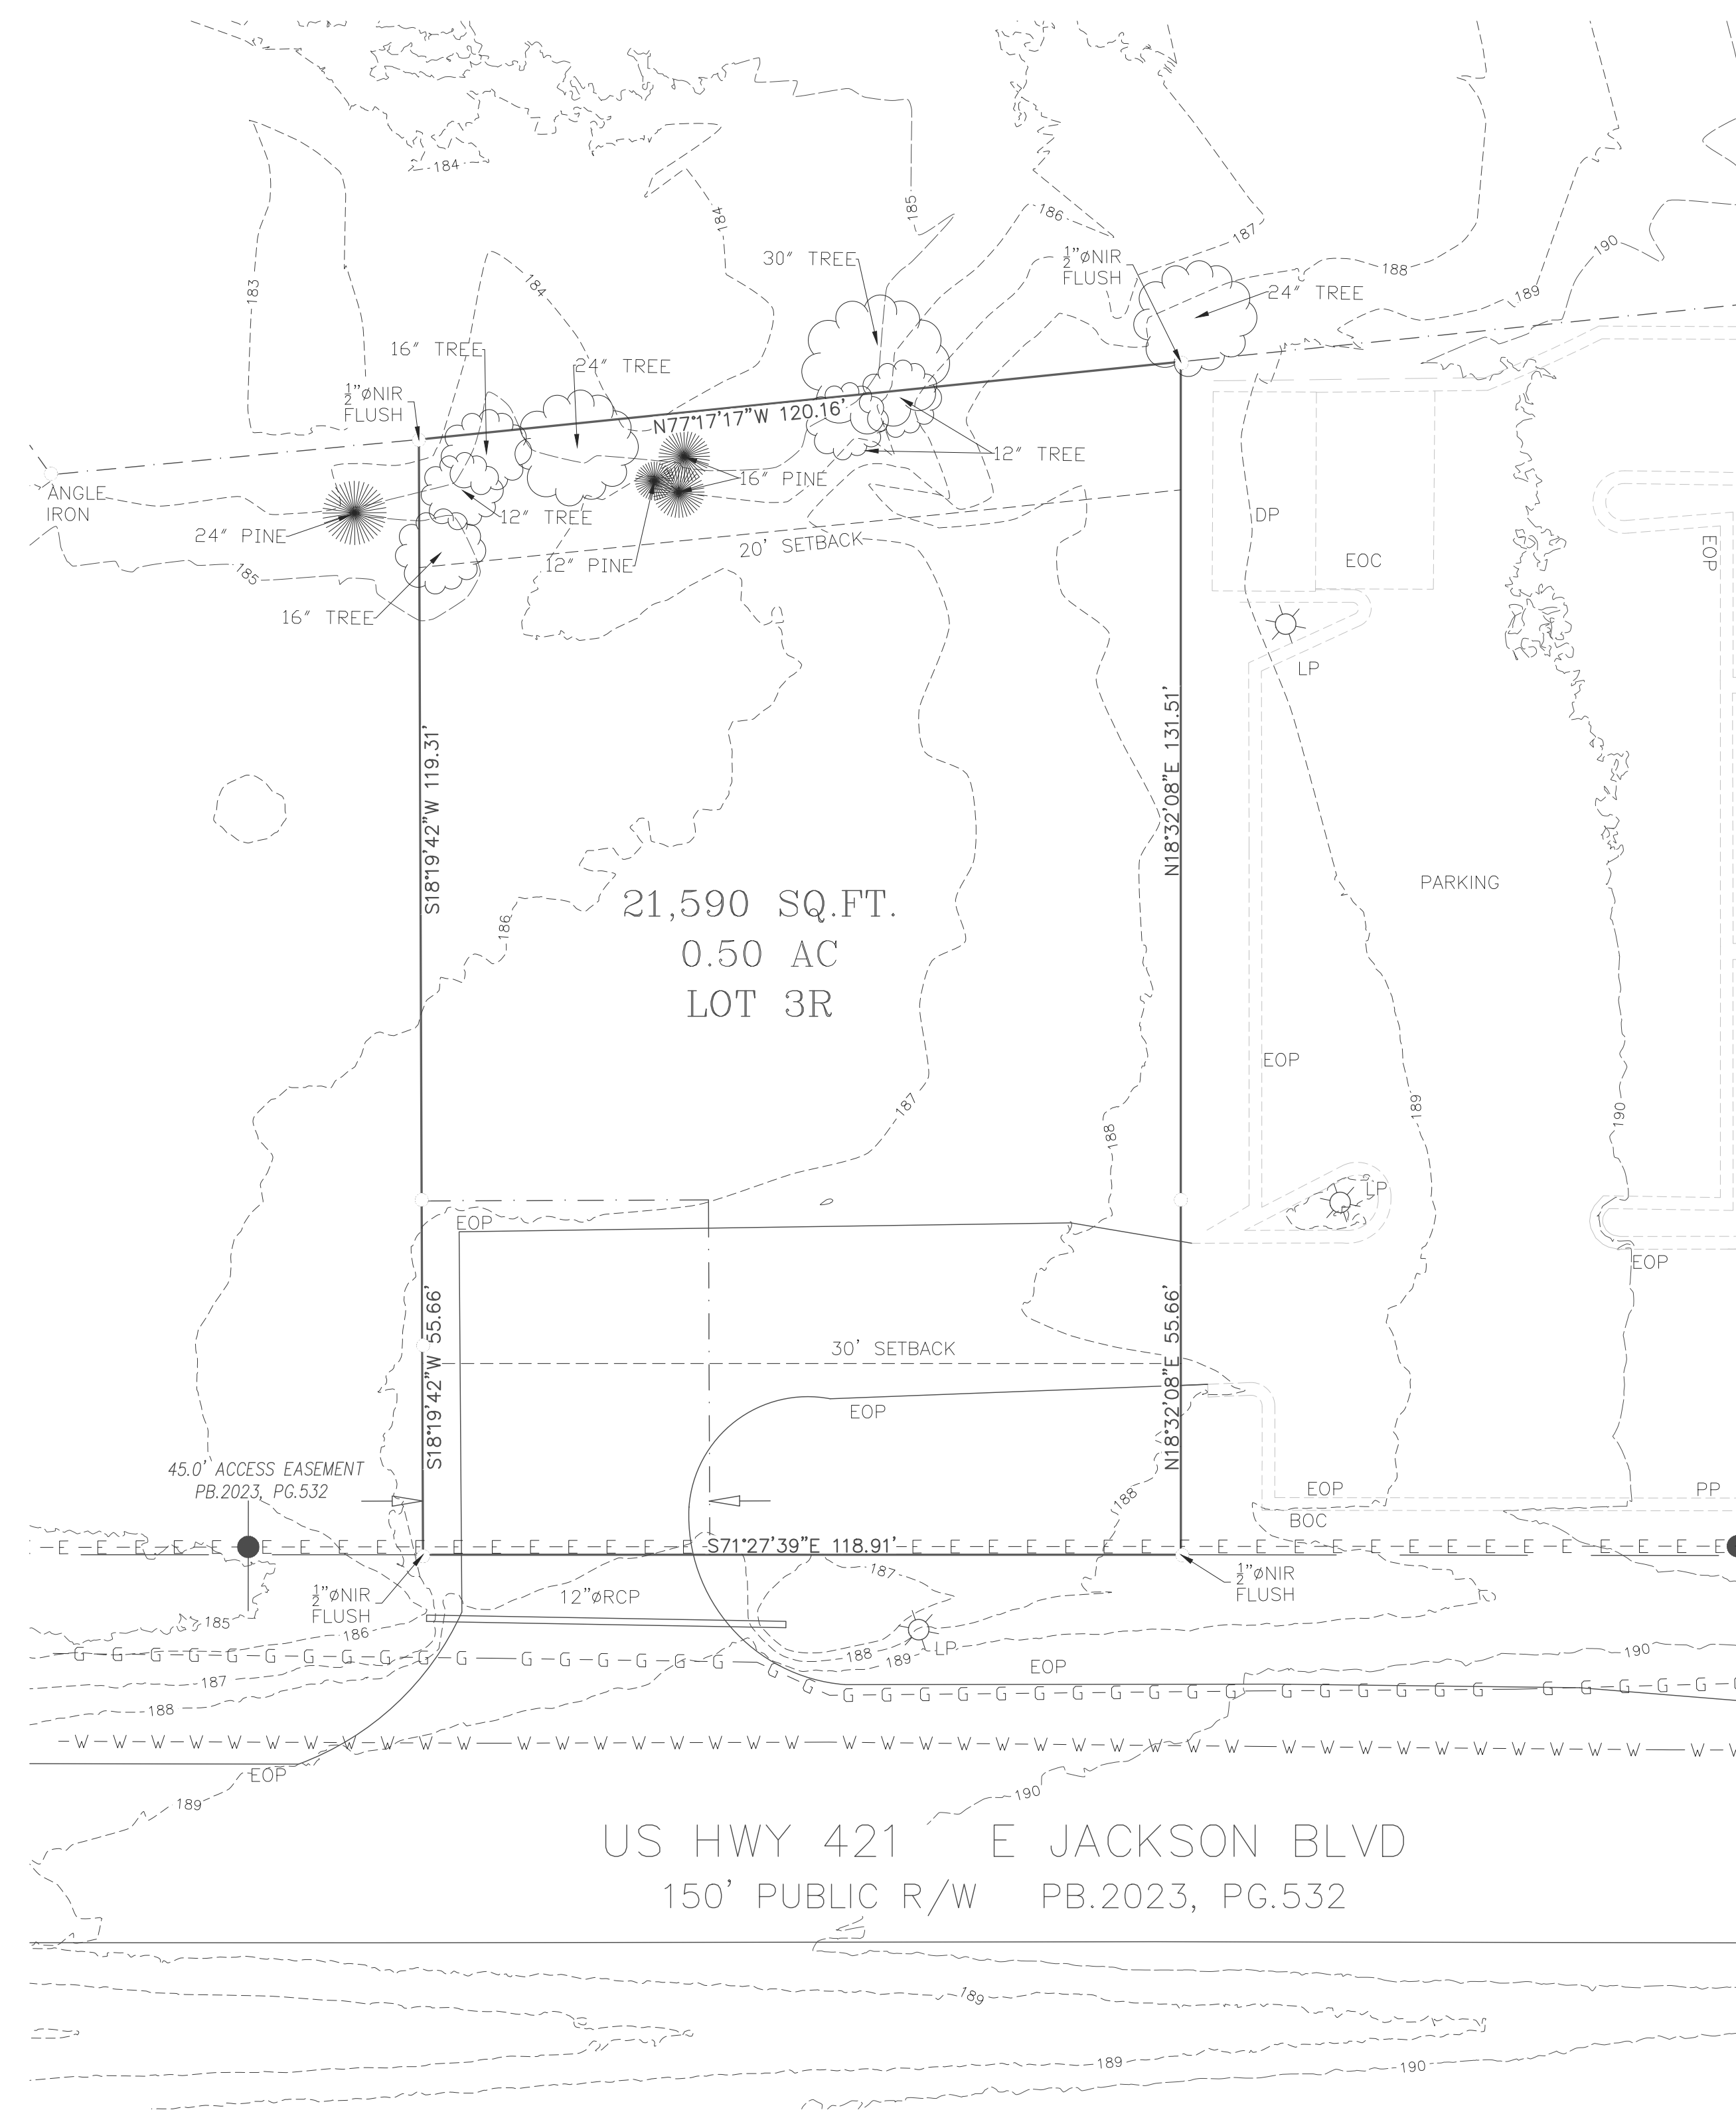 184
183
184
184
185
186
187
188
189
190
30" TREE
½"øNIR
FLUSH
24" TREE
16" TREE
24" TREE
½"øNIR
FLUSH
N77°17'17"W 120.16'
12" TREE
16" PINE
ANGLE
IRON
12" TREE
24" PINE
12" PINE
20' SETBACK
185
16" TREE
DP
EOC
EOP
LP
S18°19'42"W 119.31'
N18°32'08"E 131.51'
PARKING
21,590 SQ.FT.
0.50 AC
LOT 3R
186
187
188
189
190
EOP
LP
EOP
EOP
S18°19'42"W 55.66'
N18°32'08"E 55.66'
30' SETBACK
EOP
45.0' ACCESS EASEMENT
PB.2023, PG.532
188
EOP
PP
BOC
E E E E E E E E E E E E E E E E E S71°27'39"E 118.91' E E E E E E E E E E E E E E E E E E E E E E
187
½"øNIR
FLUSH
12"øRCP
½"øNIR
FLUSH
185
186
LP
188
189
EOP
190
G G G G G G G G G G G G G G G G G G G G G G G G G G G G G G G G G G G G G G G G G G
187
188
W W W W W W W W W W W W W W W W W W W W W W W W W W W W W W W W W W W W W W W W W
EOP
189
190
US HWY 421 E JACKSON BLVD
150' PUBLIC R/W PB.2023, PG.532
189
189
190